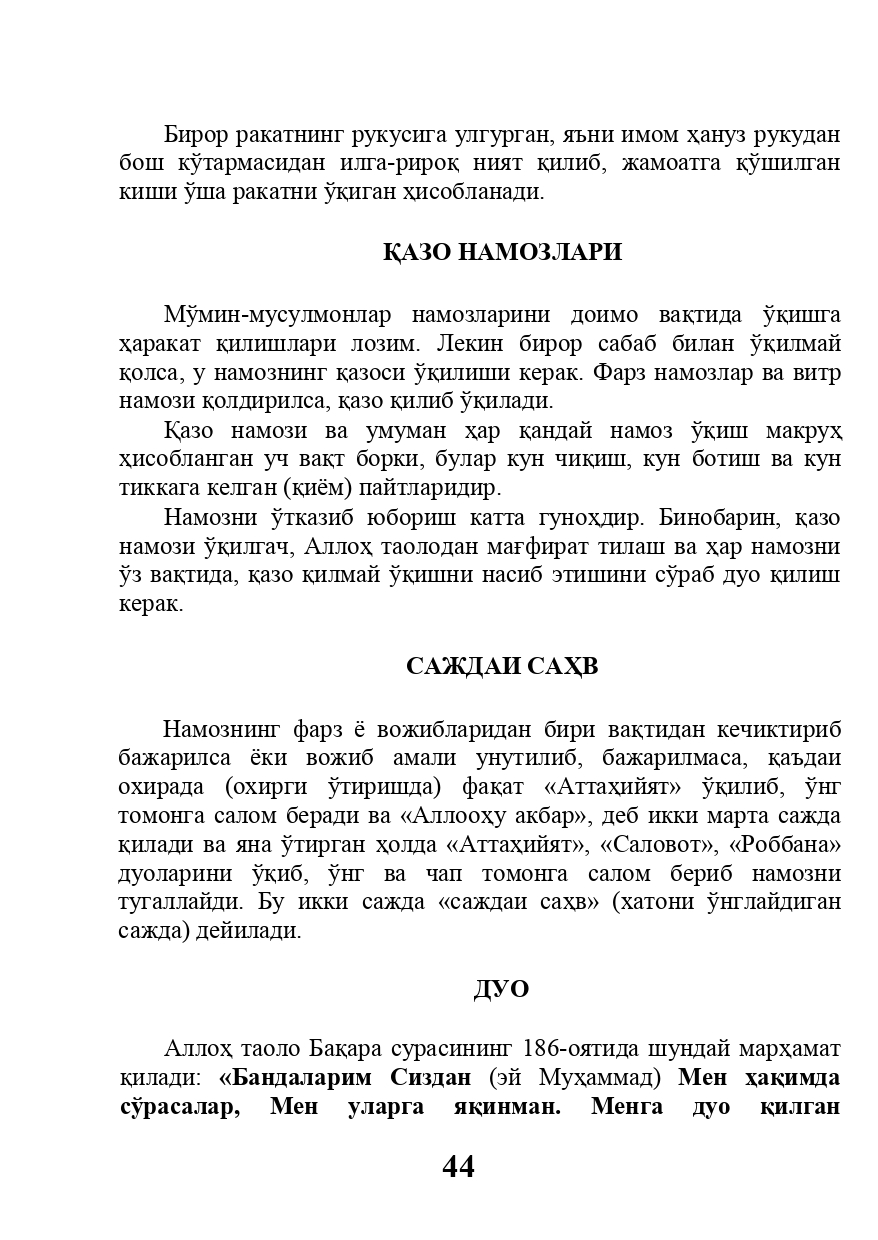 Бирор ракатнинг рукусига улгурган, яъни имом ҳануз рукудан
бош кўтармасидан илга-рироқ ният қилиб, жамоатга қўшилган
киши ўша ракатни ўқиган ҳисобланади.
ҚАЗО НАМОЗЛАРИ
Мўмин-мусулмонлар намозларини доимо вақтида ўқишга
ҳаракат қилишлари лозим. Лекин бирор сабаб билан ўқилмай
қолса, у намознинг қазоси ўқилиши керак. Фарз намозлар ва витр
намози қолдирилса, қазо қилиб ўқилади.
Қазо намози ва умуман ҳар қандай намоз ўқиш макруҳ
ҳисобланган уч вақт борки, булар кун чиқиш, кун ботиш ва кун
тиккага келган (қиём) пайтларидир.
Намозни ўтказиб юбориш катта гуноҳдир. Бинобарин, қазо
намози ўқилгач, Аллоҳ таолодан мағфират тилаш ва ҳар намозни
ўз вақтида, қазо қилмай ўқишни насиб этишини сўраб дуо қилиш
керак.
САЖДАИ САҲВ
Намознинг фарз ё вожибларидан бири вақтидан кечиктириб
бажарилса ёки вожиб амали унутилиб, бажарилмаса, қаъдаи
охирада (охирги ўтиришда) фақат «Аттаҳийят» ўқилиб, ўнг
томонга салом беради ва «Аллооҳу акбар», деб икки марта сажда
қилади ва яна ўтирган ҳолда «Аттаҳийят», «Саловот», «Роббана»
дуоларини ўқиб, ўнг ва чап томонга салом бериб намозни
тугаллайди. Бу икки сажда «саждаи саҳв» (хатони ўнглайдиган
сажда) дейилади.
ДУО
Аллоҳ таоло Бақара сурасининг 186-оятида шундай марҳамат
қилади: «Бандаларим Сиздан (эй Муҳаммад) Мен ҳақимда
сўрасалар, Мен уларга яқинман. Менга дуо қилган
44